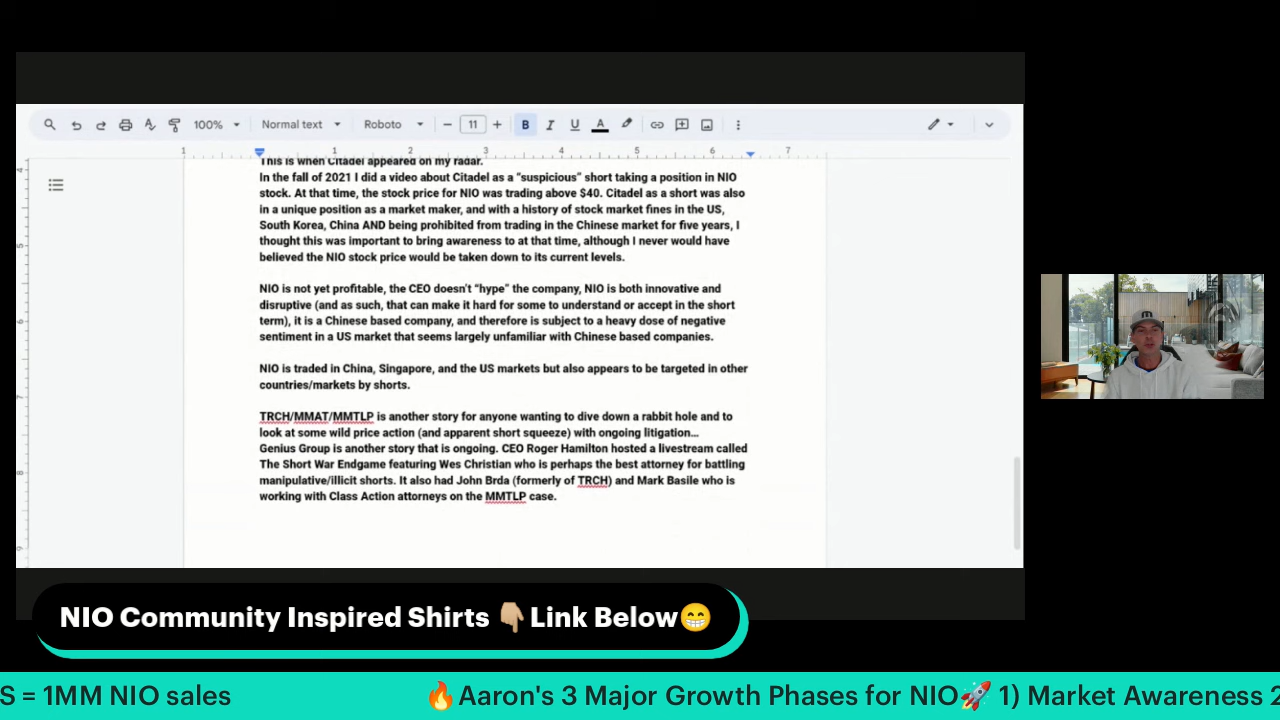 100%
Normal text
Roboto
11
B
I
U
A
1
1
2
3
4
5
6
7
This is when Citadel appeared on my radar.
In the fall of 2021 I did a video about Citadel as a “suspicious” short taking a position in NIO
stock. At that time, the stock price for NIO was trading above $40. Citadel as a short was also
in a unique position as a market maker, and with a history of stock market fines in the US,
South Korea, China AND being prohibited from trading in the Chinese market for five years, I
thought this was important to bring awareness to at that time, although I never would have
believed the NIO stock price would be taken down to its current levels.
NIO is not yet profitable, the CEO doesn’t “hype” the company, NIO is both innovative and
disruptive (and as such, that can make it hard for some to understand or accept in the short
term), it is a Chinese based company, and therefore is subject to a heavy dose of negative
sentiment in a US market that seems largely unfamiliar with Chinese based companies.
NIO is traded in China, Singapore, and the US markets but also appears to be targeted in other
countries/markets by shorts.
TRCH/MMAT/MMTLP is another story for anyone wanting to dive down a rabbit hole and to
look at some wild price action (and apparent short squeeze) with ongoing litigation…
Genius Group is another story that is ongoing. CEO Roger Hamilton hosted a livestream called
The Short War Endgame featuring Wes Christian who is perhaps the best attorney for battling
manipulative/illicit shorts. It also had John Brda (formerly of TRCH) and Mark Basile who is
working with Class Action attorneys on the MMTLP case.
NIO Community Inspired Shirts 👇🏽Link Below😁
S = 1MM NIO sales
🔥Aaron's 3 Major Growth Phases for NIO🚀 1) Market Awareness 2